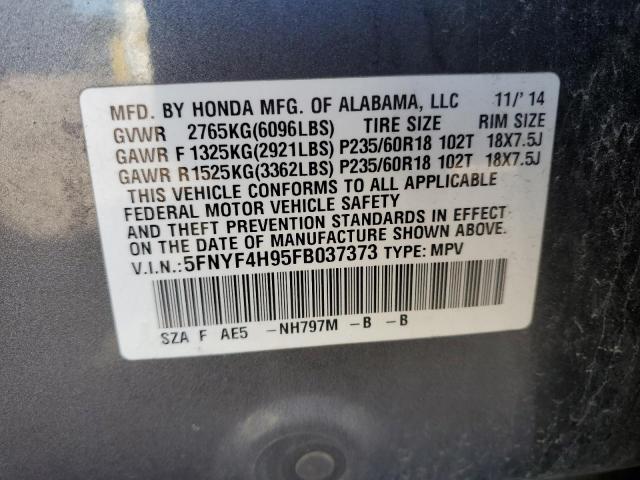 MFD. BY HONDA MFG. OF ALABAMA, LLC 11/'14
GVWR 2765KG(6096LBS) TIRE SIZE RIM SIZE
GAWR F 1325KG(2921LBS) P235/60R18 102T 18X7.5J
GAWR R 1525KG(3362LBS) P235/60R18 102T 18X7.5J
THIS VEHICLE CONFORMS TO ALL APPLICABLE
FEDERAL MOTOR VEHICLE SAFETY
AND THEFT PREVENTION STANDARDS IN EFFECT
ON THE DATE OF MANUFACTURE SHOWN ABOVE.
V.I.N.:5FNYF4H95FB037373 TYPE: MPV
SZA F AE5 -NH797M -B -B